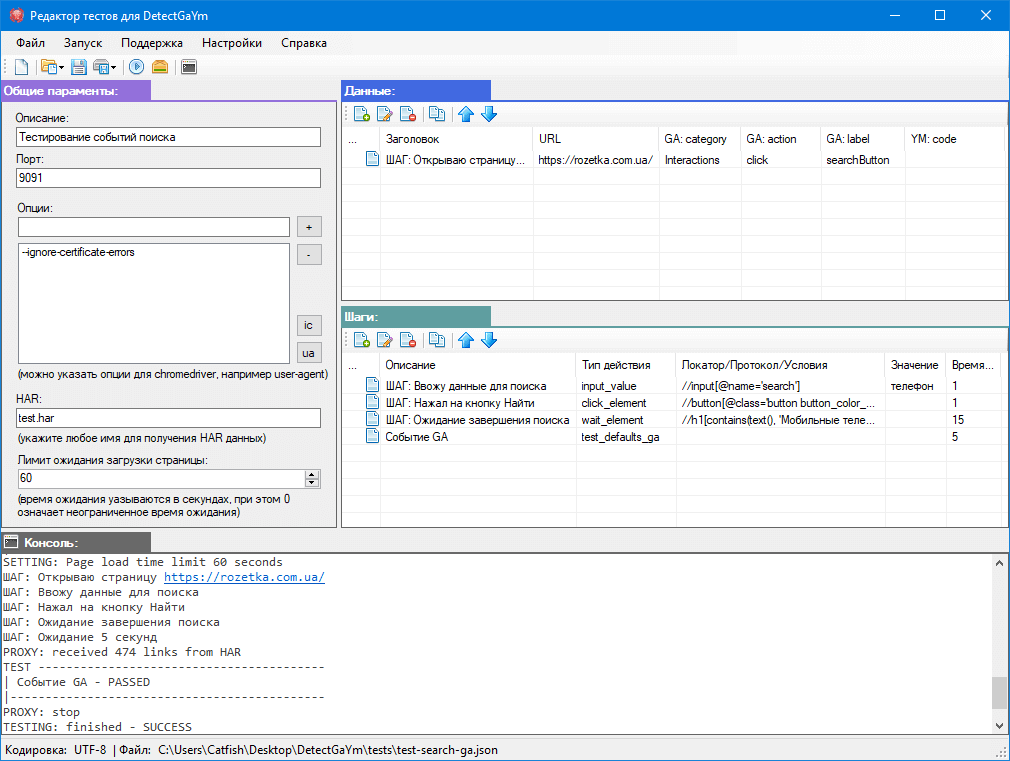 Редактор тестов для DetectGaYm
Файл Запуск Поддержка Настройки Справка
Общие параменты:
Описание:
Тестирование событий поиска
Порт:
9091
Опции:
+
--ignore-certificate-errors
-
ic
ua
(можно указать опции для chromedriver, например user-agent)
HAR:
test.har
(укажите любое имя для получения HAR данных)
Лимит ожидания загрузки страницы:
60
(время ожидания уазываются в секундах, при этом 0
означает неограниченное время ожидания)
Данные:
... Заголовок URL GA: category GA: action GA: label YM: code
ШАГ: Открываю страницу... https://rozetka.com.ua/ Interactions click searchButton
Шаги:
... Описание Тип действия Локатор/Протокол/Условия Значение Время...
ШАГ: Ввожу данные для поиска input_value //input[@name='search'] телефон 1
ШАГ: Нажал на кнопку Найти click_element //button[@class='button button_color_... 1
ШАГ: Ожидание завершения поиска wait_element //h1[contains(text(), 'Мобильные теле... 15
Событие GA test_defaults_ga 5
Консоль:
SETTING: Page load time limit 60 seconds
ШАГ: Открываю страницу https://rozetka.com.ua/
ШАГ: Ввожу данные для поиска
ШАГ: Нажал на кнопку Найти
ШАГ: Ожидание завершения поиска
ШАГ: Ожидание 5 секунд
PROXY: received 474 links from HAR
TEST -----------------------------------------
| Событие GA - PASSED
|---------------------------------------------
PROXY: stop
TESTING: finished - SUCCESS
Кодировка: UTF-8 | Файл: C:\Users\Catfish\Desktop\DetectGaYm\tests\test-search-ga.json